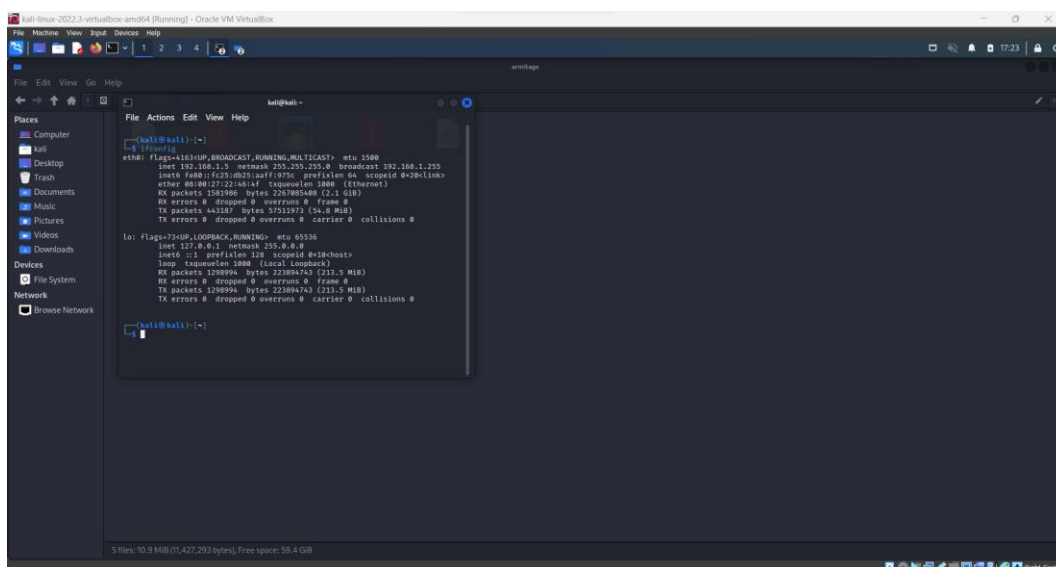 kali-linux-2022.3-virtualbox-amd64 [Running] - Oracle VM VirtualBox
File Machine View Input Devices Help
1 2 3 4
17:23
armitage
File Edit View Go Help
Places
Computer
kali
Desktop
Trash
Documents
Music
Pictures
Videos
Downloads
Devices
File System
Network
Browse Network
kali@kali: ~
File Actions Edit View Help
(kali㉿kali)-[~]
$ ifconfig
eth0: flags=4163<UP,BROADCAST,RUNNING,MULTICAST> mtu 1500
inet 192.168.1.5 netmask 255.255.255.0 broadcast 192.168.1.255
inet6 fe80::fc25:db25:aaff:975c prefixlen 64 scopeid 0×20<link>
ether 08:00:27:22:46:4f txqueuelen 1000 (Ethernet)
RX packets 1581986 bytes 2267085408 (2.1 GiB)
RX errors 0 dropped 0 overruns 0 frame 0
TX packets 443187 bytes 57511973 (54.8 MiB)
TX errors 0 dropped 0 overruns 0 carrier 0 collisions 0
lo: flags=73<UP,LOOPBACK,RUNNING> mtu 65536
inet 127.0.0.1 netmask 255.0.0.0
inet6 ::1 prefixlen 128 scopeid 0×10<host>
loop txqueuelen 1000 (Local Loopback)
RX packets 1298994 bytes 223894743 (213.5 MiB)
RX errors 0 dropped 0 overruns 0 frame 0
TX packets 1298994 bytes 223894743 (213.5 MiB)
TX errors 0 dropped 0 overruns 0 carrier 0 collisions 0
(kali㉿kali)-[~]
$
5 files: 10.9 MiB (11,427,293 bytes), Free space: 59.4 GiB